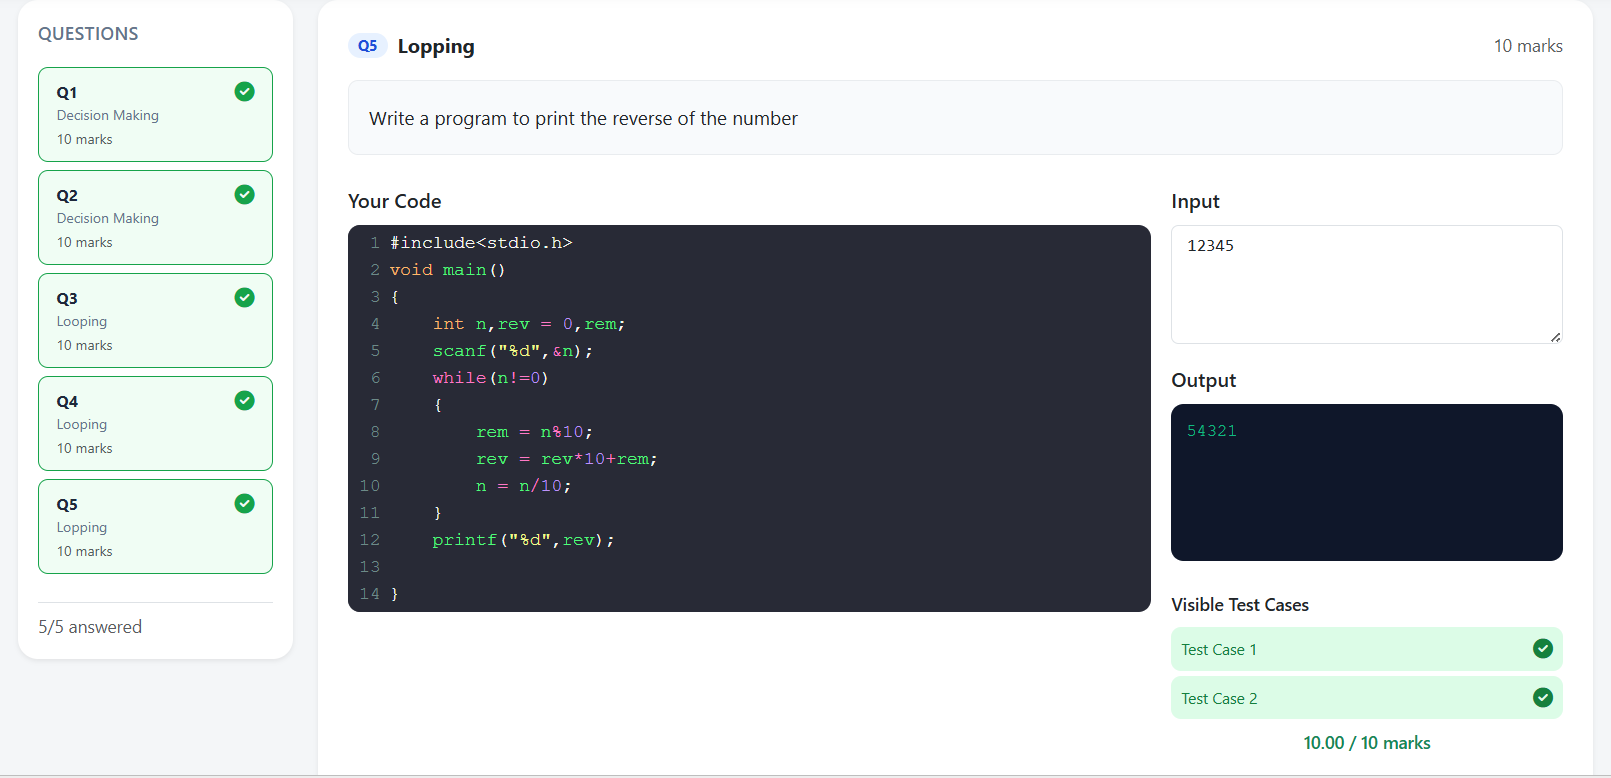 QUESTIONS
Q1
Decision Making
10 marks
Q2
Decision Making
10 marks
Q3
Looping
10 marks
Q4
Looping
10 marks
Q5
Lopping
10 marks
5/5 answered
Q5 Lopping
10 marks
Write a program to print the reverse of the number
Your Code
1 #include<stdio.h>
2 void main()
3 {
4     int n,rev = 0,rem;
5     scanf("%d",&n);
6     while(n!=0)
7     {
8         rem = n%10;
9         rev = rev*10+rem;
10         n = n/10;
11     }
12     printf("%d",rev);
13
14 }
Input
12345
Output
54321
Visible Test Cases
Test Case 1
Test Case 2
10.00 / 10 marks